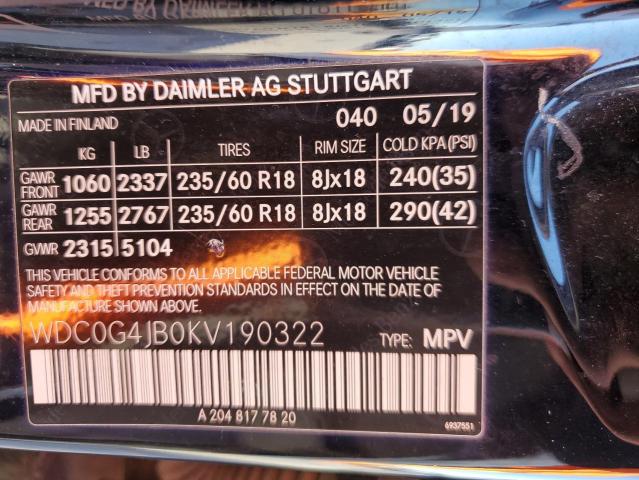 MFD BY DAIMLER AG STUTTGART
MADE IN FINLAND 040 05/19
KG LB TIRES RIM SIZE COLD KPA (PSI)
GAWR FRONT 1060 2337 235/60 R18 8Jx18 240(35)
GAWR REAR 1255 2767 235/60 R18 8Jx18 290(42)
GVWR 2315 5104
THIS VEHICLE CONFORMS TO ALL APPLICABLE FEDERAL MOTOR VEHICLE
SAFETY AND THEFT PREVENTION STANDARDS IN EFFECT ON THE DATE OF
MANUFACTURE SHOWN ABOVE.
WDC0G4JB0KV190322 TYPE: MPV
A 204 817 78 20
6937551